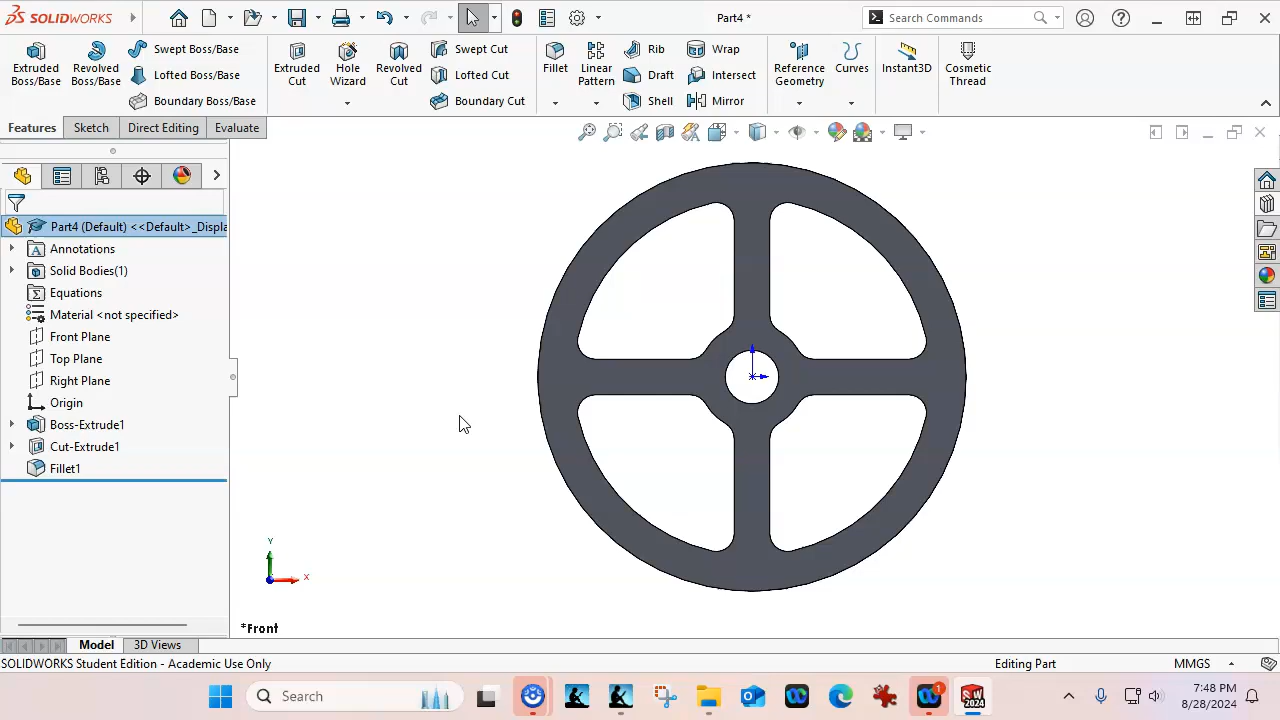 SOLIDWORKS
Part4 *
Search Commands
Extruded Boss/Base
Revolved Boss/Base
Swept Boss/Base
Lofted Boss/Base
Boundary Boss/Base
Extruded Cut
Hole Wizard
Revolved Cut
Swept Cut
Lofted Cut
Boundary Cut
Fillet
Linear Pattern
Rib
Draft
Shell
Wrap
Intersect
Mirror
Reference Geometry
Curves
Instant3D
Cosmetic Thread
Features
Sketch
Direct Editing
Evaluate
Part4 (Default) <<Default>_Displa
Annotations
Solid Bodies(1)
Equations
Material <not specified>
Front Plane
Top Plane
Right Plane
Origin
Boss-Extrude1
Cut-Extrude1
Fillet1
Y
X
*Front
Model
3D Views
SOLIDWORKS Student Edition - Academic Use Only
Editing Part
MMGS
Search
1
2024
7:48 PM
8/28/2024